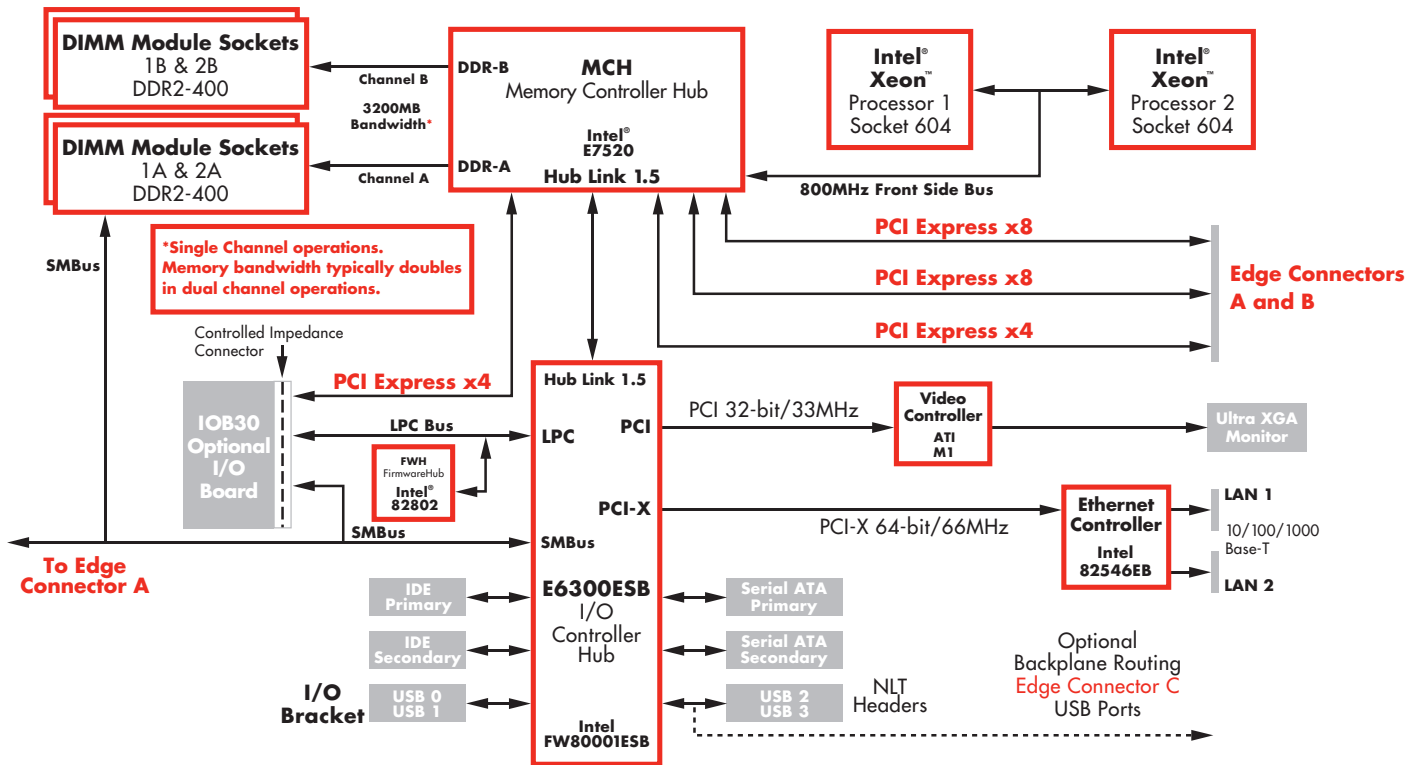 DIMM Module Sockets
1B & 2B
DDR2-400
DIMM Module Sockets
1A & 2A
DDR2-400
Channel B
3200MB
Bandwidth*
Channel A
DDR-B
MCH
Memory Controller Hub
Intel®
E7520
DDR-A
Hub Link 1.5
Intel®
Xeon™
Processor 1
Socket 604
Intel®
Xeon™
Processor 2
Socket 604
800MHz Front Side Bus
PCI Express x8
PCI Express x8
PCI Express x4
Edge Connectors
A and B
SMBus
*Single Channel operations.
Memory bandwidth typically doubles
in dual channel operations.
Controlled Impedance
Connector
PCI Express x4
IOB30
Optional
I/O
Board
LPC Bus
FWH
FirmwareHub
Intel®
82802
SMBus
To Edge
Connector A
Hub Link 1.5
LPC
PCI
PCI-X
SMBus
E6300ESB
I/O
Controller
Hub
Intel
FW80001ESB
PCI 32-bit/33MHz
Video
Controller
ATI
M1
Ultra XGA
Monitor
PCI-X 64-bit/66MHz
Ethernet
Controller
Intel
82546EB
LAN 1
10/100/1000
Base-T
LAN 2
IDE
Primary
IDE
Secondary
I/O
Bracket
USB 0
USB 1
Serial ATA
Primary
Serial ATA
Secondary
USB 2
USB 3
NLT
Headers
Optional
Backplane Routing
Edge Connector C
USB Ports